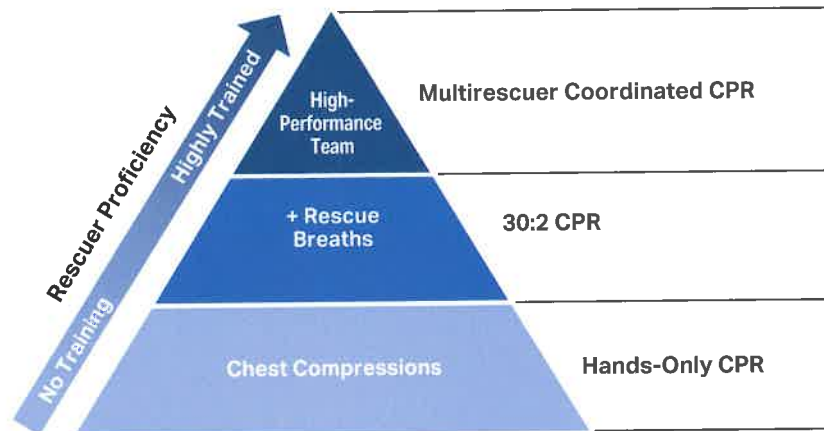 Rescuer Proficiency
No Training
Highly Trained
High-
Performance
Team
Multirescuer Coordinated CPR
+ Rescue
Breaths
30:2 CPR
Chest Compressions
Hands-Only CPR